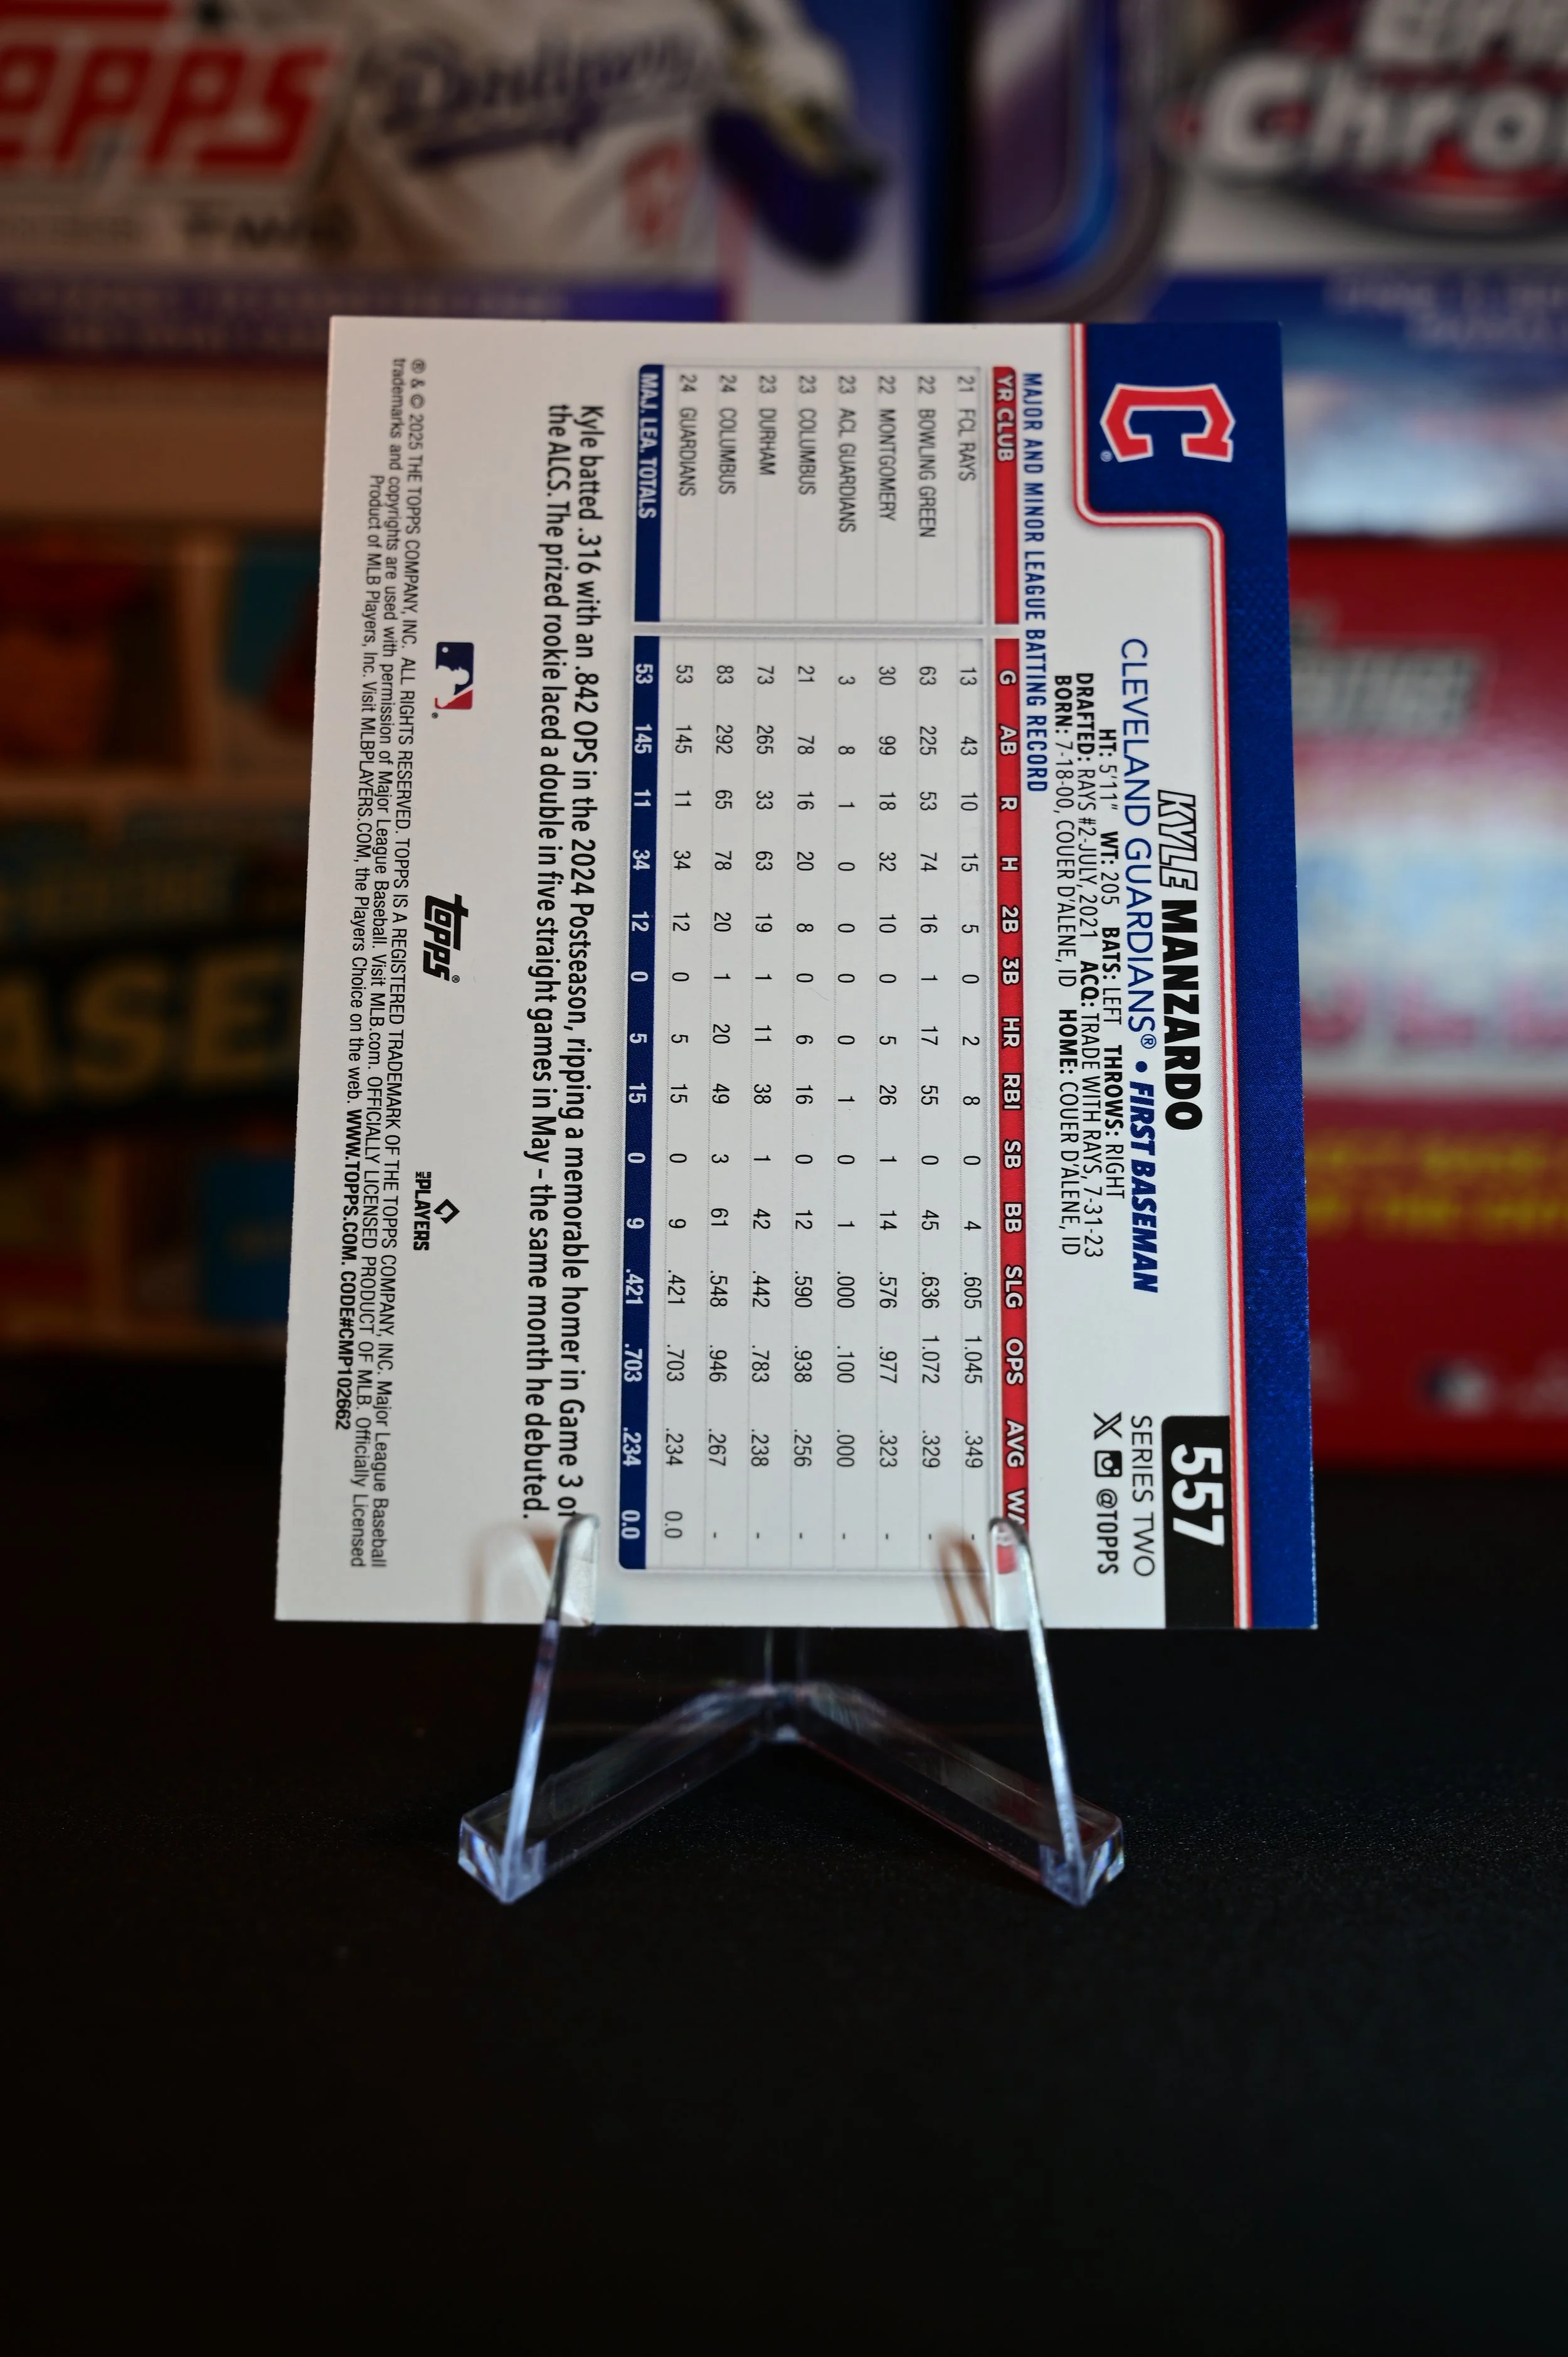 Topps
Dodgers
Chro
557
SERIES TWO
@TOPPS
C®
KYLE MANZARDO
CLEVELAND GUARDIANS® • FIRST BASEMAN
HT: 5'11" WT: 205 BATS: LEFT THROWS: RIGHT
DRAFTED: RAYS #2-JULY, 2021 ACQ: TRADE WITH RAYS, 7-31-23
BORN: 7-18-00, COUER D'ALENE, ID HOME: COUER D'ALENE, ID
MAJOR AND MINOR LEAGUE BATTING RECORD
YR CLUB G AB R H 2B 3B HR RBI SB BB SLG OPS AVG WA
21 FCL RAYS 13 43 10 15 5 0 2 8 0 4 .605 1.045 .349 -
22 BOWLING GREEN 63 225 53 74 16 1 17 55 0 45 .636 1.072 .329 -
22 MONTGOMERY 30 99 18 32 10 0 5 26 1 14 .576 .977 .323 -
23 ACL GUARDIANS 3 8 1 0 0 0 0 1 0 1 .000 .100 .000 -
23 COLUMBUS 21 78 16 20 8 0 6 16 0 12 .590 .938 .256 -
23 DURHAM 73 265 33 63 19 1 11 38 1 42 .442 .783 .238 -
24 COLUMBUS 83 292 65 78 20 1 20 49 3 61 .548 .946 .267 -
24 GUARDIANS 53 145 11 34 12 0 5 15 0 9 .421 .703 .234 0.0
MAJ. LEA. TOTALS 53 145 11 34 12 0 5 15 0 9 .421 .703 .234 0.0
Kyle batted .316 with an .842 OPS in the 2024 Postseason, ripping a memorable homer in Game 3 of
the ALCS. The prized rookie laced a double in five straight games in May – the same month he debuted.
topps®
MLB PLAYERS
® & © 2025 THE TOPPS COMPANY, INC. ALL RIGHTS RESERVED. TOPPS IS A REGISTERED TRADEMARK OF THE TOPPS COMPANY, INC. Major League Baseball
trademarks and copyrights are used with permission of Major League Baseball. Visit MLB.com. OFFICIALLY LICENSED PRODUCT OF MLB. Officially Licensed
Product of MLB Players, Inc. Visit MLBPLAYERS.COM, the Players Choice on the web. WWW.TOPPS.COM. CODE#CMP102662